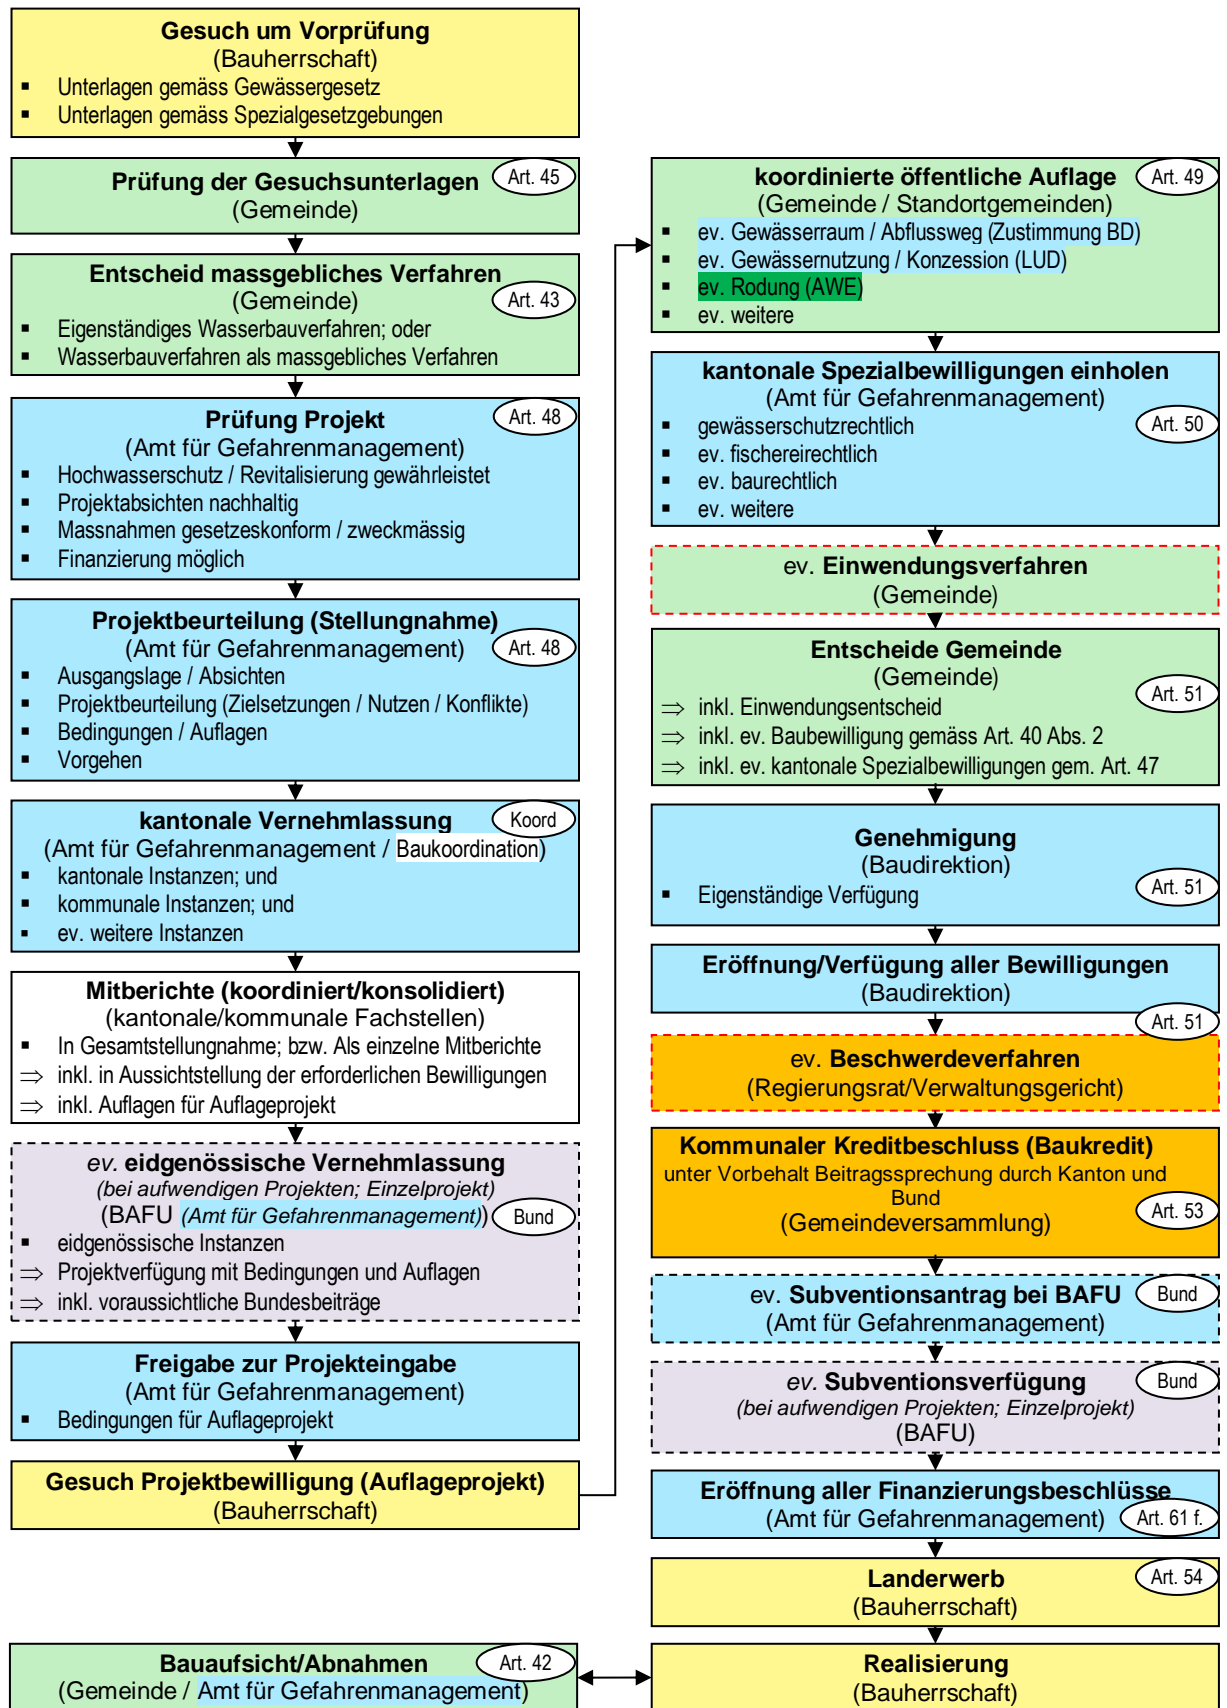 Gesuch um Vorprüfung
(Bauherrschaft)
▪ Unterlagen gemäss Gewässergesetz
▪ Unterlagen gemäss Spezialgesetzgebungen
Prüfung der Gesuchsunterlagen
Art. 45
(Gemeinde)
Entscheid massgebliches Verfahren
(Gemeinde)
Art. 43
▪ Eigenständiges Wasserbauverfahren; oder
▪ Wasserbauverfahren als massgebliches Verfahren
Prüfung Projekt
Art. 48
(Amt für Gefahrenmanagement)
▪ Hochwasserschutz / Revitalisierung gewährleistet
▪ Projektabsichten nachhaltig
▪ Massnahmen gesetzeskonform / zweckmässig
▪ Finanzierung möglich
Projektbeurteilung (Stellungnahme)
(Amt für Gefahrenmanagement)
Art. 48
▪ Ausgangslage / Absichten
▪ Projektbeurteilung (Zielsetzungen / Nutzen / Konflikte)
▪ Bedingungen / Auflagen
▪ Vorgehen
kantonale Vernehmlassung
Koord
(Amt für Gefahrenmanagement / Baukoordination)
▪ kantonale Instanzen; und
▪ kommunale Instanzen; und
▪ ev. weitere Instanzen
Mitberichte (koordiniert/konsolidiert)
(kantonale/kommunale Fachstellen)
▪ In Gesamtstellungnahme; bzw. Als einzelne Mitberichte
⇒ inkl. in Aussichtstellung der erforderlichen Bewilligungen
⇒ inkl. Auflagen für Auflageprojekt
ev. eidgenössische Vernehmlassung
(bei aufwendigen Projekten; Einzelprojekt)
(BAFU (Amt für Gefahrenmanagement))
Bund
▪ eidgenössische Instanzen
⇒ Projektverfügung mit Bedingungen und Auflagen
⇒ inkl. voraussichtliche Bundesbeiträge
Freigabe zur Projekteingabe
(Amt für Gefahrenmanagement)
▪ Bedingungen für Auflageprojekt
Gesuch Projektbewilligung (Auflageprojekt)
(Bauherrschaft)
koordinierte öffentliche Auflage
Art. 49
(Gemeinde / Standortgemeinden)
▪ ev. Gewässerraum / Abflussweg (Zustimmung BD)
▪ ev. Gewässernutzung / Konzession (LUD)
▪ ev. Rodung (AWE)
▪ ev. weitere
kantonale Spezialbewilligungen einholen
(Amt für Gefahrenmanagement)
▪ gewässerschutzrechtlich
Art. 50
▪ ev. fischereirechtlich
▪ ev. baurechtlich
▪ ev. weitere
ev. Einwendungsverfahren
(Gemeinde)
Entscheide Gemeinde
(Gemeinde)
Art. 51
⇒ inkl. Einwendungsentscheid
⇒ inkl. ev. Baubewilligung gemäss Art. 40 Abs. 2
⇒ inkl. ev. kantonale Spezialbewilligungen gem. Art. 47
Genehmigung
(Baudirektion)
▪ Eigenständige Verfügung
Art. 51
Eröffnung/Verfügung aller Bewilligungen
(Baudirektion)
Art. 51
ev. Beschwerdeverfahren
(Regierungsrat/Verwaltungsgericht)
Kommunaler Kreditbeschluss (Baukredit)
unter Vorbehalt Beitragssprechung durch Kanton und
Bund
(Gemeindeversammlung)
Art. 53
ev. Subventionsantrag bei BAFU
Bund
(Amt für Gefahrenmanagement)
ev. Subventionsverfügung
Bund
(bei aufwendigen Projekten; Einzelprojekt)
(BAFU)
Eröffnung aller Finanzierungsbeschlüsse
(Amt für Gefahrenmanagement)
Art. 61 f.
Landerwerb
Art. 54
(Bauherrschaft)
Bauaufsicht/Abnahmen
Art. 42
(Gemeinde / Amt für Gefahrenmanagement)
Realisierung
(Bauherrschaft)